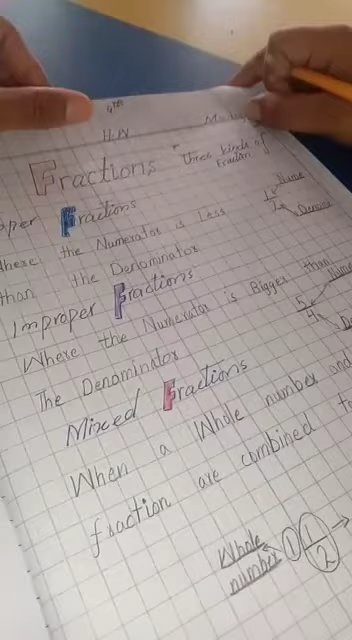 4th
H.W
Fractions
Three kinds of
Fraction
Fractions
Where the Numerator is Less
than the Denominator
1/2
Improper Fractions
Where the Numerator is Bigger than
The Denominator
5/4
Mixed Fractions
When a Whole number and
fraction are combined
Whole
number 1 1/2